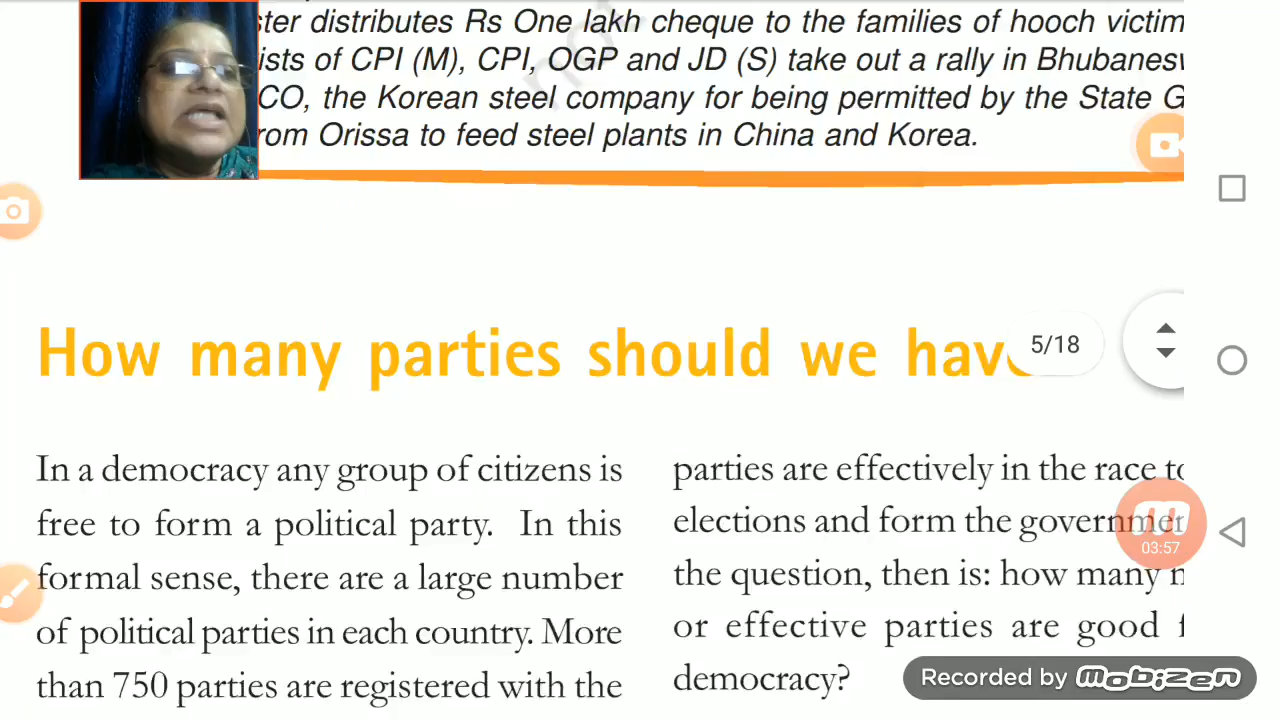 ster distributes Rs One lakh cheque to the families of hooch victim
ists of CPI (M), CPI, OGP and JD (S) take out a rally in Bhubanesw
CO, the Korean steel company for being permitted by the State G
rom Orissa to feed steel plants in China and Korea.
How many parties should we have
5/18
In a democracy any group of citizens is
free to form a political party. In this
formal sense, there are a large number
of political parties in each country. More
than 750 parties are registered with the
parties are effectively in the race to
elections and form the governmen
the question, then is: how many
or effective parties are good f
democracy?
03:57
Recorded by mobizen